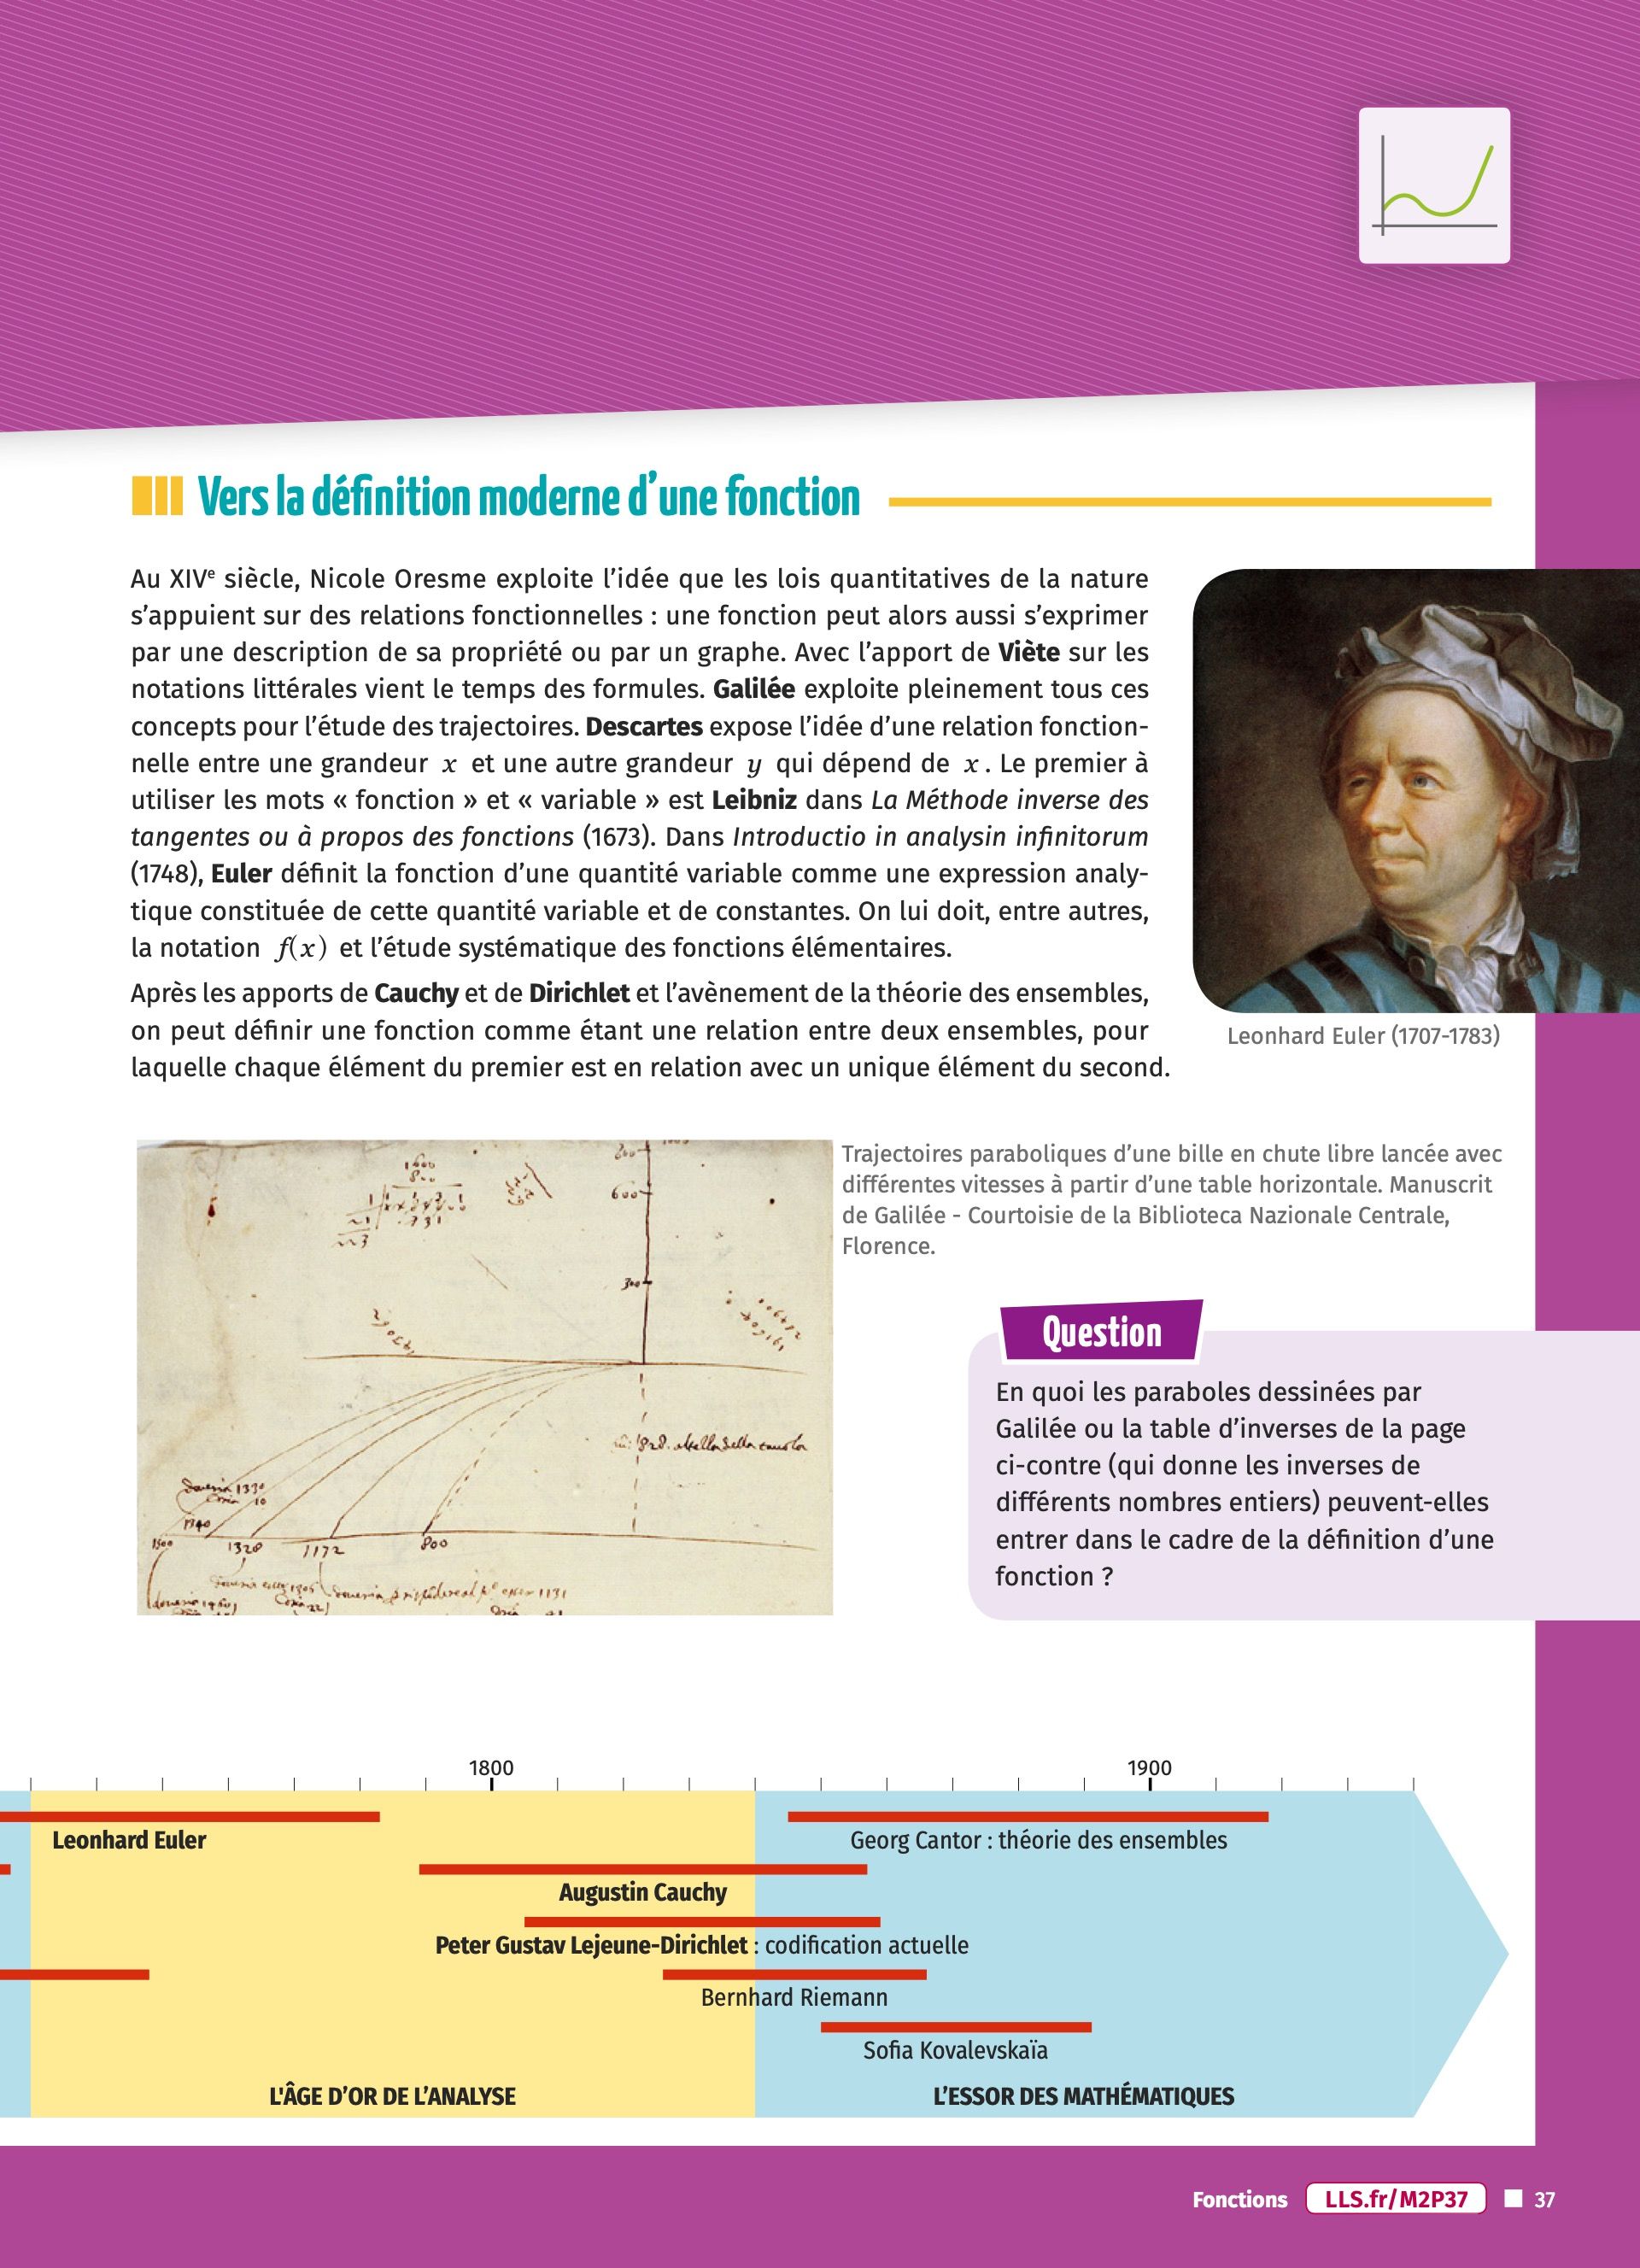 Vers la définition moderne d’une fonction
Au XIVe siècle, Nicole Oresme exploite l’idée que les lois quantitatives de la nature
s’appuient sur des relations fonctionnelles : une fonction peut alors aussi s’exprimer
par une description de sa propriété ou par un graphe. Avec l’apport de Viète sur les
notations littérales vient le temps des formules. Galilée exploite pleinement tous ces
concepts pour l’étude des trajectoires. Descartes expose l’idée d’une relation fonction-
nelle entre une grandeur x et une autre grandeur y qui dépend de x. Le premier à
utiliser les mots « fonction » et « variable » est Leibniz dans La Méthode inverse des
tangentes ou à propos des fonctions (1673). Dans Introductio in analysin infinitorum
(1748), Euler définit la fonction d’une quantité variable comme une expression analy-
tique constituée de cette quantité variable et de constantes. On lui doit, entre autres,
la notation f(x) et l’étude systématique des fonctions élémentaires.
Après les apports de Cauchy et de Dirichlet et l’avènement de la théorie des ensembles,
on peut définir une fonction comme étant une relation entre deux ensembles, pour
laquelle chaque élément du premier est en relation avec un unique élément du second.
Leonhard Euler (1707-1783)
Trajectoires paraboliques d’une bille en chute libre lancée avec
différentes vitesses à partir d’une table horizontale. Manuscrit
de Galilée - Courtoisie de la Biblioteca Nazionale Centrale,
Florence.
1600
800
600
300
1340
1500
1328
1172
800
Question
En quoi les paraboles dessinées par
Galilée ou la table d’inverses de la page
ci-contre (qui donne les inverses de
différents nombres entiers) peuvent-elles
entrer dans le cadre de la définition d’une
fonction ?
1800
1900
Leonhard Euler
Georg Cantor : théorie des ensembles
Augustin Cauchy
Peter Gustav Lejeune-Dirichlet : codification actuelle
Bernhard Riemann
Sofia Kovalevskaïa
L'ÂGE D’OR DE L’ANALYSE
L’ESSOR DES MATHÉMATIQUES
Fonctions
LLS.fr/M2P37
37